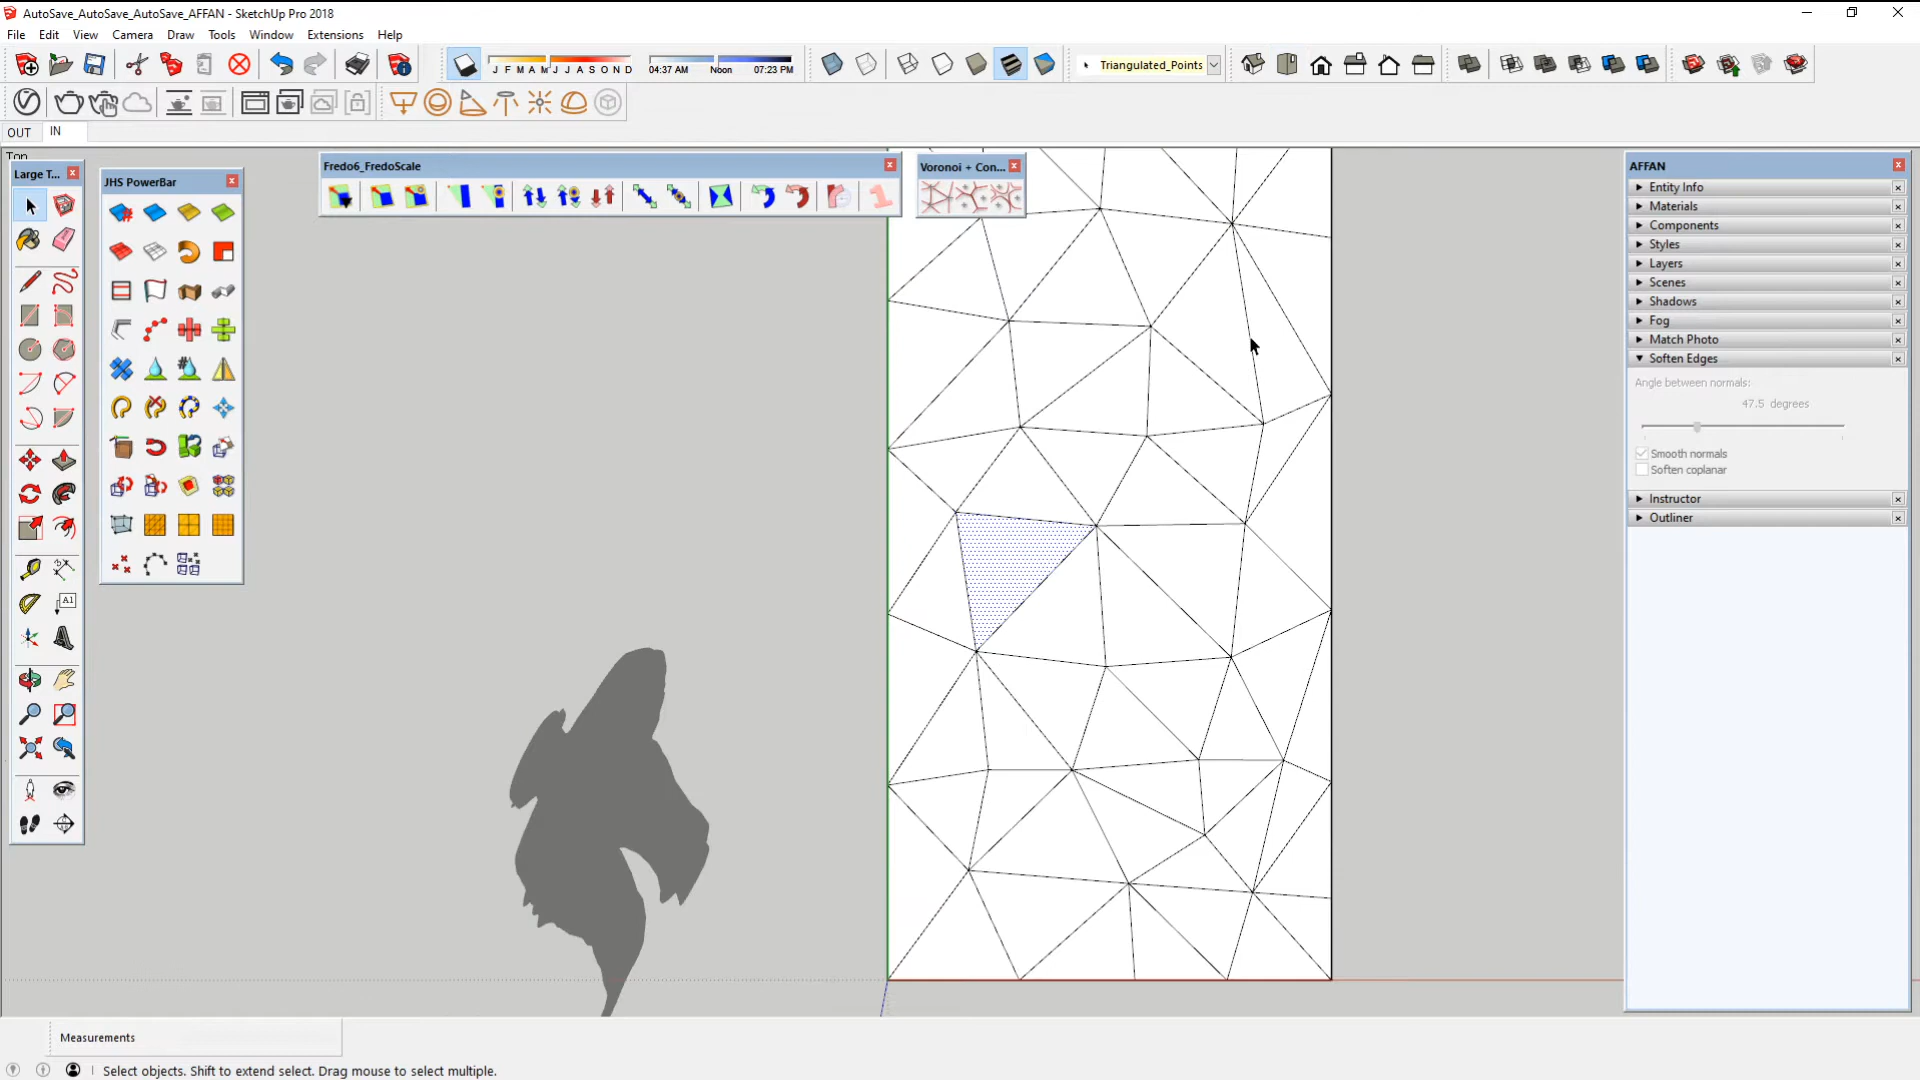 AutoSave_AutoSave_AutoSave_AFFAN - SketchUp Pro 2018
File Edit View Camera Draw Tools Window Extensions Help
J F M A M J J A S O N D
04:37 AM Noon 07:23 PM
Triangulated_Points
OUT IN
Top
Large T...
JHS PowerBar
Fredo6_FredoScale
Voronoi + Con...
AFFAN
Entity Info
Materials
Components
Styles
Layers
Scenes
Shadows
Fog
Match Photo
Soften Edges
Angle between normals:
47.5 degrees
Smooth normals
Soften coplanar
Instructor
Outliner
A1
Measurements
Select objects. Shift to extend select. Drag mouse to select multiple.